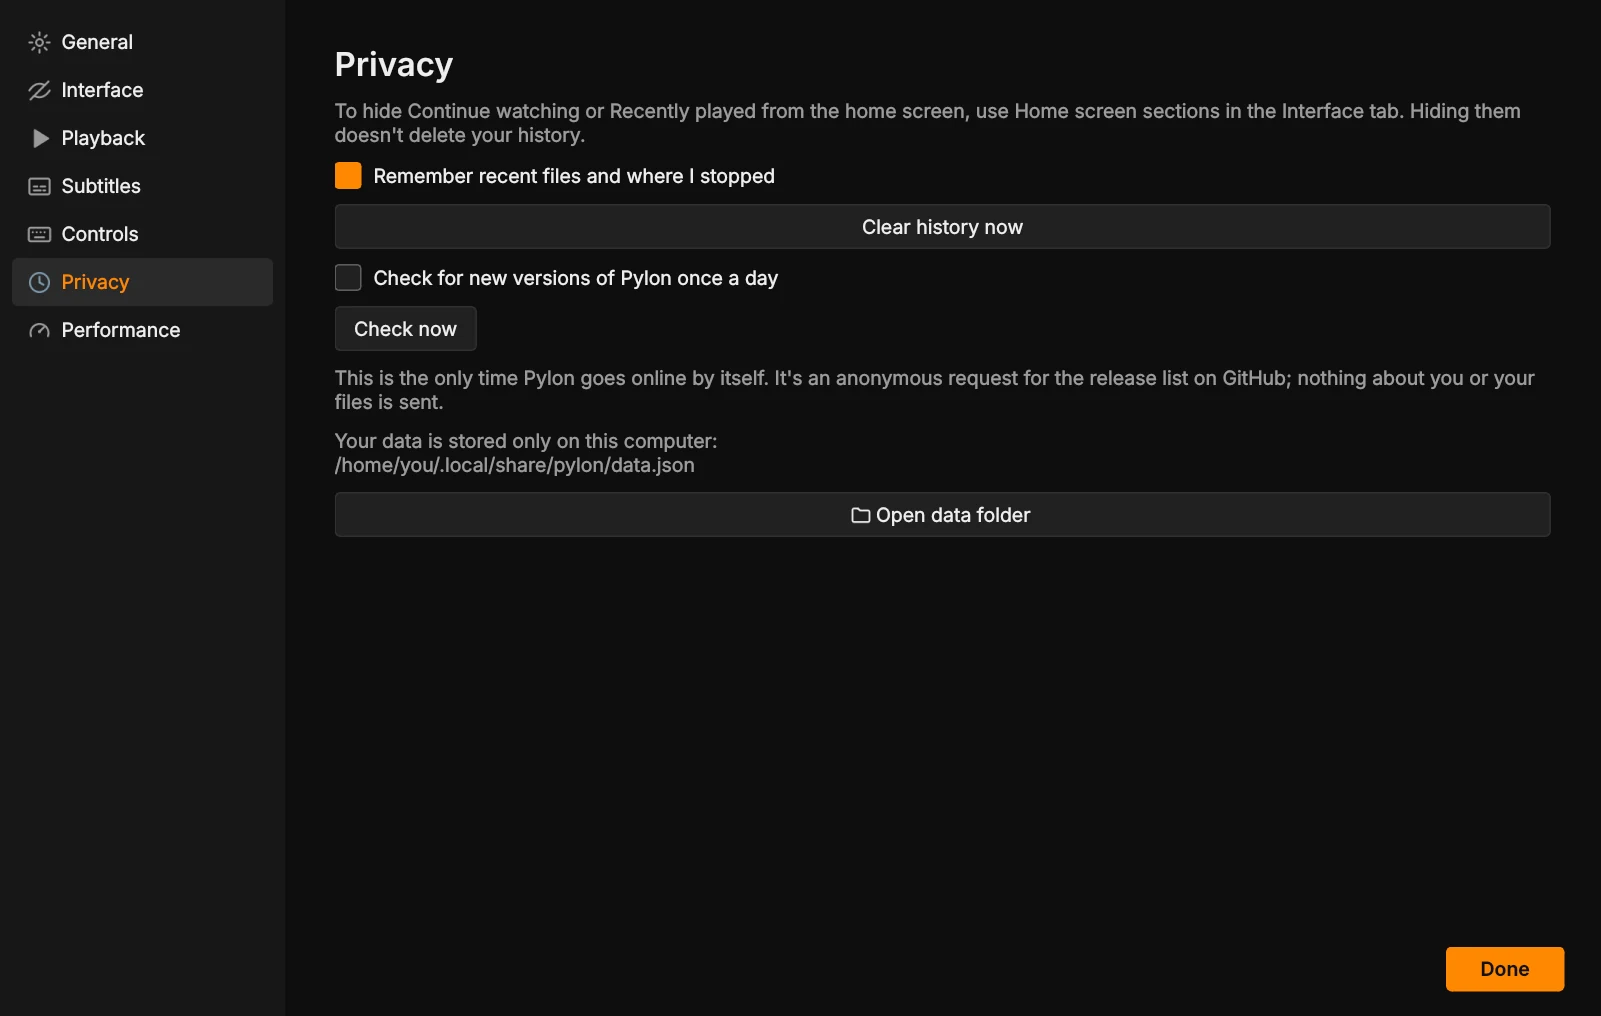 General
Interface
Playback
Subtitles
Controls
Privacy
Performance
Privacy
To hide Continue watching or Recently played from the home screen, use Home screen sections in the Interface tab. Hiding them
doesn't delete your history.
Remember recent files and where I stopped
Clear history now
Check for new versions of Pylon once a day
Check now
This is the only time Pylon goes online by itself. It's an anonymous request for the release list on GitHub; nothing about you or your
files is sent.
Your data is stored only on this computer:
/home/you/.local/share/pylon/data.json
Open data folder
Done